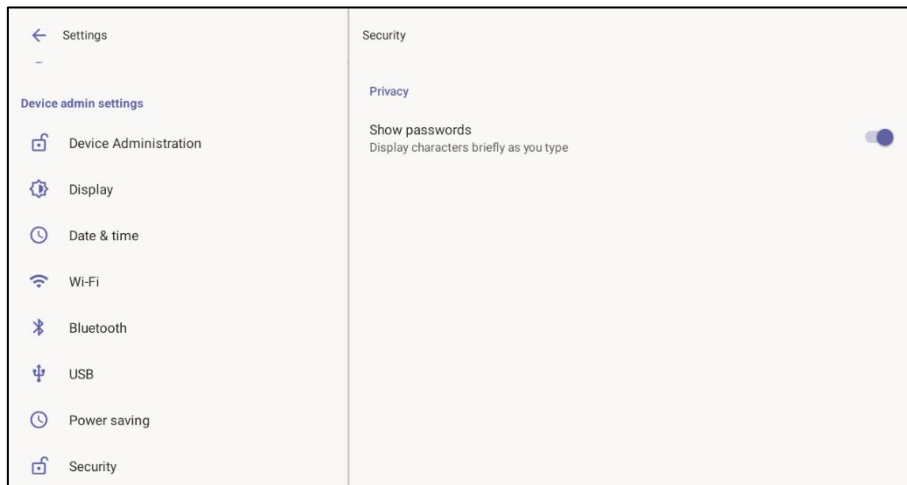 Settings
Device admin settings
Device Administration
Display
Date & time
Wi-Fi
Bluetooth
USB
Power saving
Security
Security
Privacy
Show passwords
Display characters briefly as you type